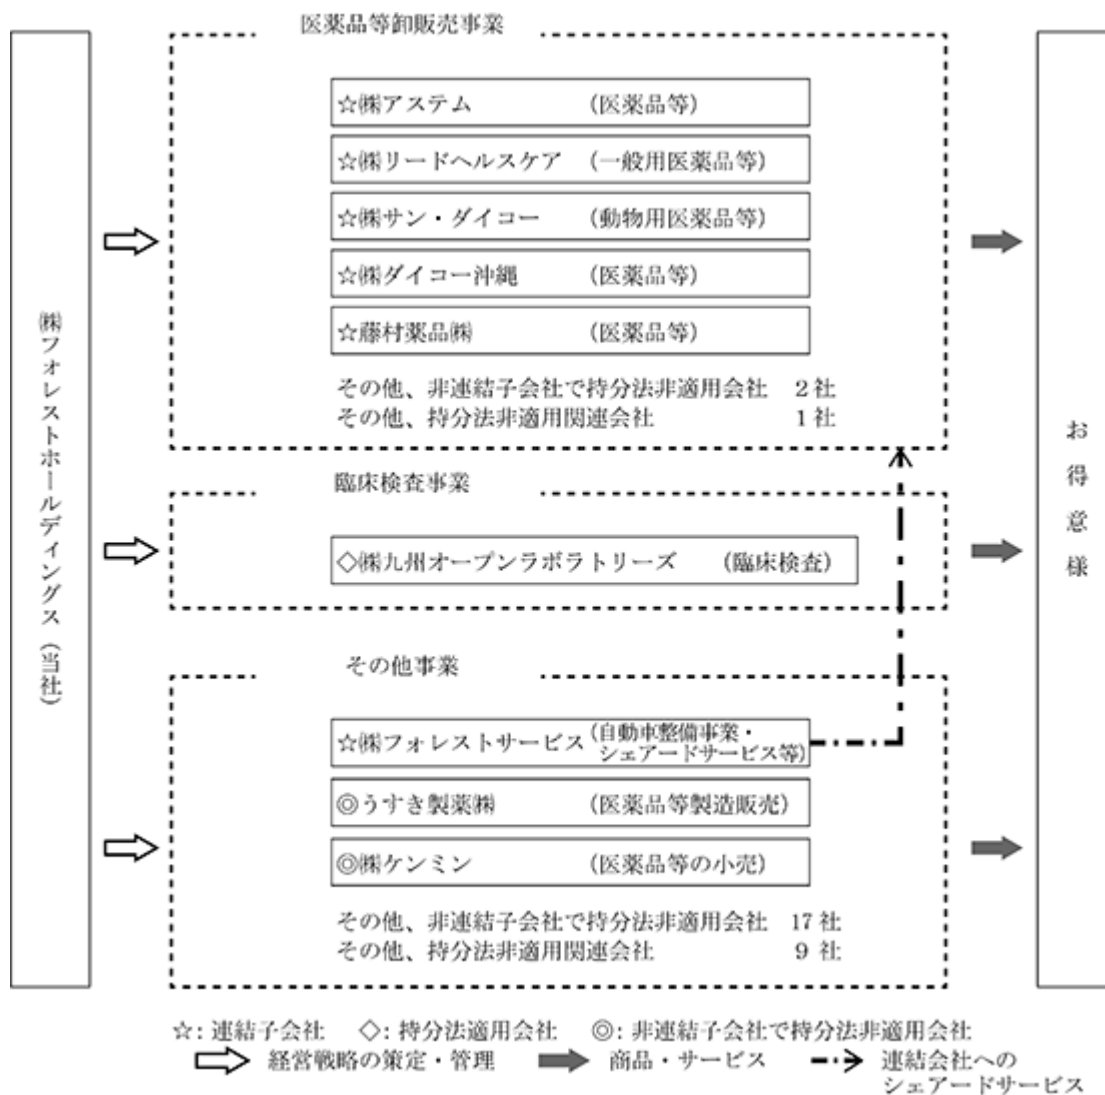 医薬品等卸販売事業
☆㈱アステム (医薬品等)
☆㈱リードヘルスケア (一般用医薬品等)
☆㈱サン・ダイコー (動物用医薬品等)
☆㈱ダイコー沖縄 (医薬品等)
☆藤村薬品㈱ (医薬品等)
その他、非連結子会社で持分法非適用会社 2社
その他、持分法非適用関連会社 1社
㈱フォレストホールディングス(当社)
お得意様
臨床検査事業
◇㈱九州オープンラボラトリーズ (臨床検査)
その他事業
☆㈱フォレストサービス (自動車整備事業・
シェアードサービス等)
◎うすき製薬㈱ (医薬品等製造販売)
◎㈱ケンミン (医薬品等の小売)
その他、非連結子会社で持分法非適用会社 17社
その他、持分法非適用関連会社 9社
☆:連結子会社 ◇:持分法適用会社 ◎:非連結子会社で持分法非適用会社
経営戦略の策定・管理 商品・サービス 連結会社への
シェアードサービス